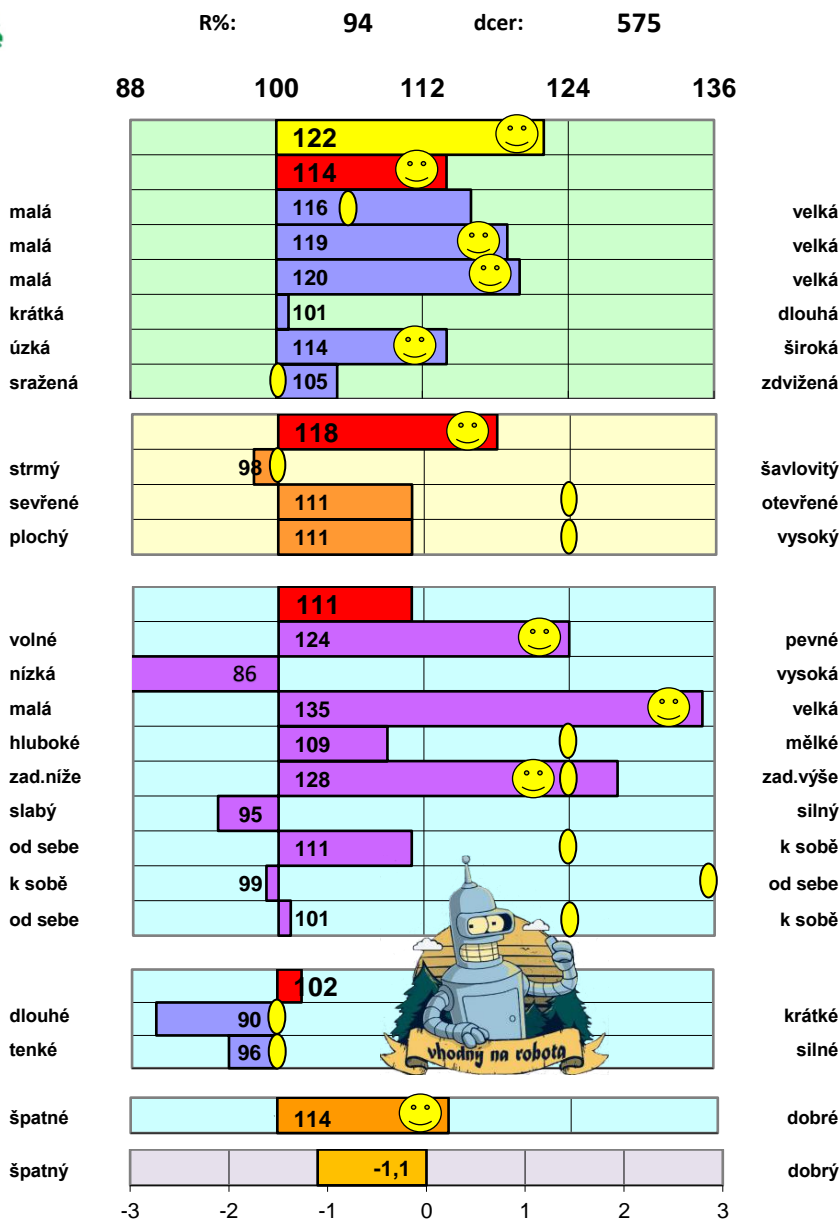 R%: 94 dcer: 575
88 100 112 124 136
122
114
malá 116 velká
malá 119 velká
malá 120 velká
krátká 101 dlouhá
úzká 114 široká
sražená 105 zdvižená
118
strmý 98 šavlovitý
sevřené 111 otevřené
plochý 111 vysoký
111
volné 124 pevné
nízká 86 vysoká
malá 135 velká
hluboké 109 mělké
zad.níže 128 zad.výše
slabý 95 silný
od sebe 111 k sobě
k sobě 99 od sebe
od sebe 101 k sobě
102
dlouhé 90 krátké
tenké 96 silné
vhodný na robota
špatné 114 dobré
špatný -1,1 dobrý
-3 -2 -1 0 1 2 3